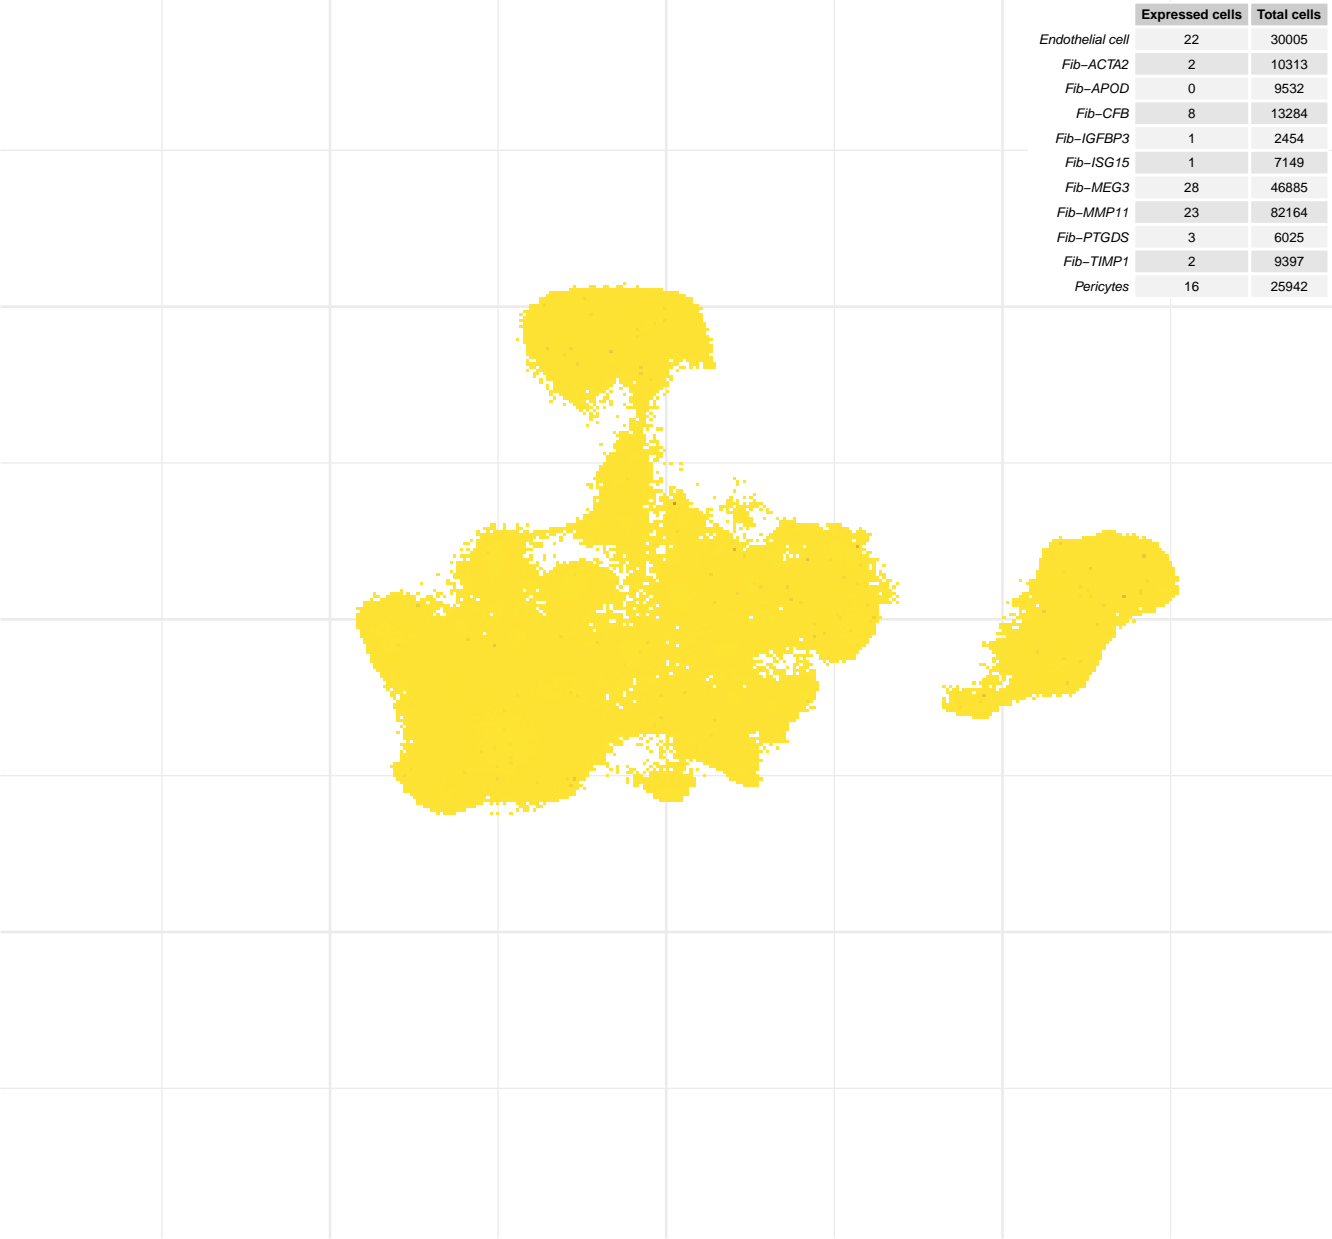 Expressed cells Total cells
Endothelial cell 22 30005
Fib−ACTA2 2 10313
Fib−APOD 0 9532
Fib−CFB 8 13284
Fib−IGFBP3 1 2454
Fib−ISG15 1 7149
Fib−MEG3 28 46885
Fib−MMP11 23 82164
Fib−PTGDS 3 6025
Fib−TIMP1 2 9397
Pericytes 16 25942